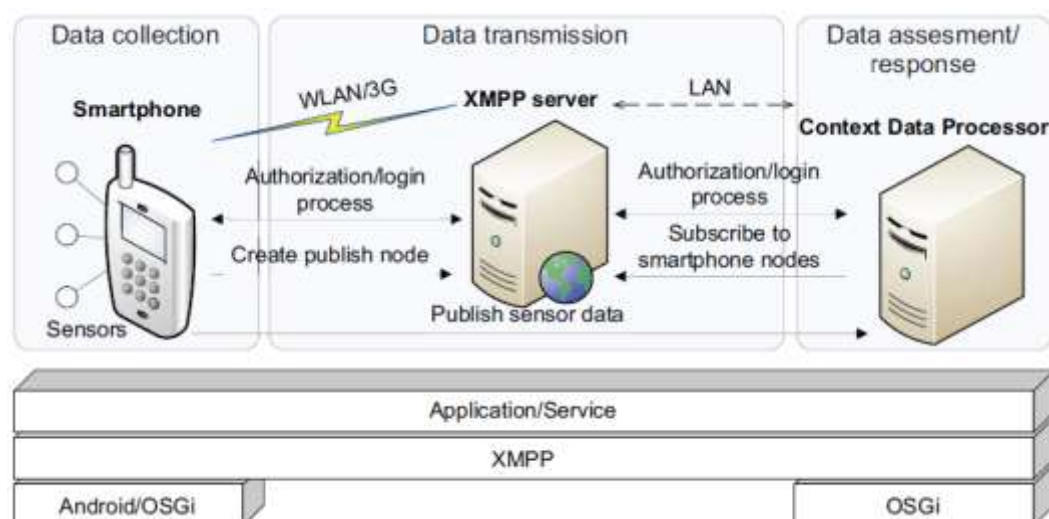 Data collection
Data transmission
Data assesment/
response
Smartphone
WLAN/3G
XMPP server
LAN
Context Data Processor
Authorization/login
process
Authorization/login
process
Create publish node
Subscribe to
smartphone nodes
Sensors
Publish sensor data
Application/Service
XMPP
Android/OSGi
OSGi